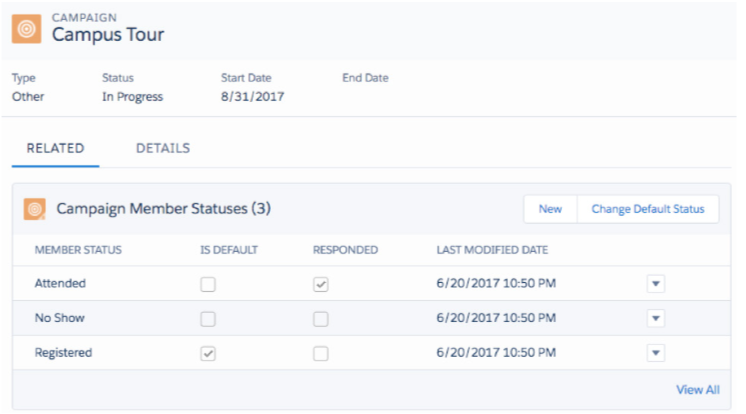 CAMPAIGN
Campus Tour
Type Status Start Date End Date
Other In Progress 8/31/2017
RELATED DETAILS
Campaign Member Statuses (3) New Change Default Status
MEMBER STATUS IS DEFAULT RESPONDED LAST MODIFIED DATE
Attended 6/20/2017 10:50 PM
No Show 6/20/2017 10:50 PM
Registered 6/20/2017 10:50 PM
View All